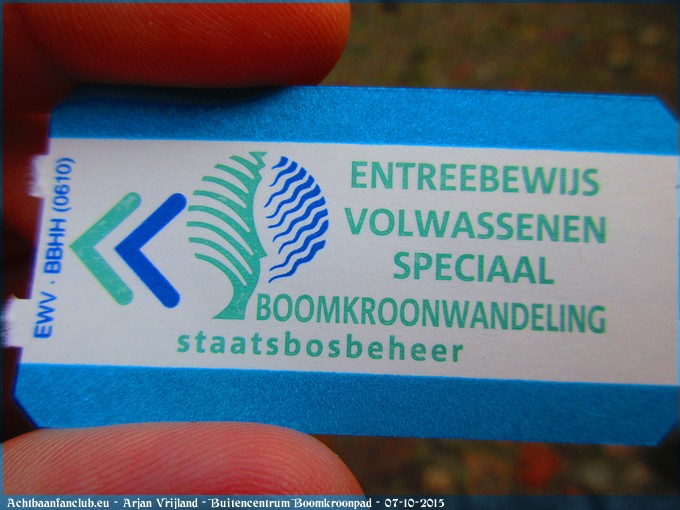 EWV · BBHH (0610)
ENTREEBEWIJS
VOLWASSENEN
SPECIAAL
BOOMKROONWANDELING
staatsbosbeheer
Achtbaanfanclub.eu - Arjan Vrijland - Buitencentrum Boomkroonpad - 07-10-2015